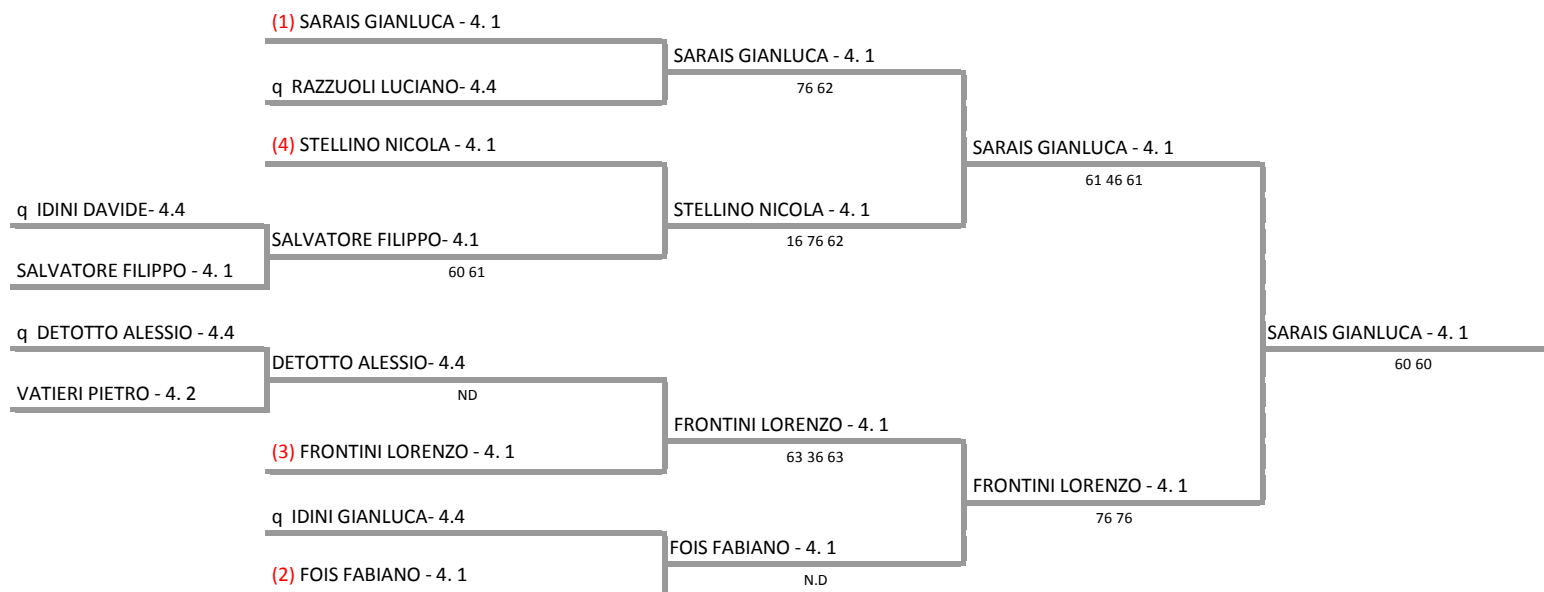 (1) SARAIS GIANLUCA - 4. 1
SARAIS GIANLUCA - 4. 1
76 62
q RAZZUOLI LUCIANO- 4.4
(4) STELLINO NICOLA - 4. 1
SARAIS GIANLUCA - 4. 1
61 46 61
q IDINI DAVIDE- 4.4
STELLINO NICOLA - 4. 1
16 76 62
SALVATORE FILIPPO- 4.1
60 61
SALVATORE FILIPPO - 4. 1
q DETOTTO ALESSIO - 4.4
SARAIS GIANLUCA - 4. 1
60 60
DETOTTO ALESSIO- 4.4
ND
VATIERI PIETRO - 4. 2
FRONTINI LORENZO - 4. 1
63 36 63
(3) FRONTINI LORENZO - 4. 1
FRONTINI LORENZO - 4. 1
76 76
q IDINI GIANLUCA- 4.4
FOIS FABIANO - 4. 1
N.D
(2) FOIS FABIANO - 4. 1